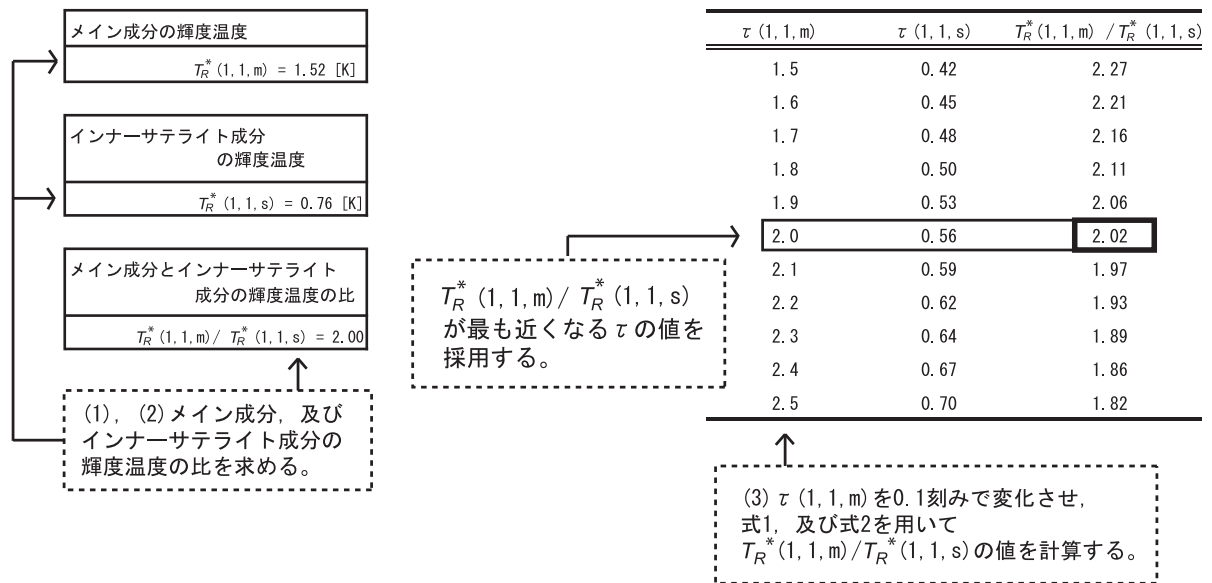 メイン成分の輝度温度
T_R^* (1,1,m) = 1.52 [K]
インナーサテライト成分
の輝度温度
T_R^* (1,1,s) = 0.76 [K]
メイン成分とインナーサテライト
成分の輝度温度の比
T_R^* (1,1,m)/ T_R^* (1,1,s) = 2.00
(1), (2)メイン成分, 及び
インナーサテライト成分の
輝度温度の比を求める。
T_R^* (1,1,m)/ T_R^* (1,1,s)
が最も近くなるτの値を
採用する。
τ (1,1,m) τ (1,1,s) T_R^* (1,1,m) / T_R^* (1,1,s)
1.5 0.42 2.27
1.6 0.45 2.21
1.7 0.48 2.16
1.8 0.50 2.11
1.9 0.53 2.06
2.0 0.56 2.02
2.1 0.59 1.97
2.2 0.62 1.93
2.3 0.64 1.89
2.4 0.67 1.86
2.5 0.70 1.82
(3) τ (1,1,m)を0.1刻みで変化させ,
式1, 及び式2を用いて
T_R^* (1,1,m)/T_R^* (1,1,s)の値を計算する。